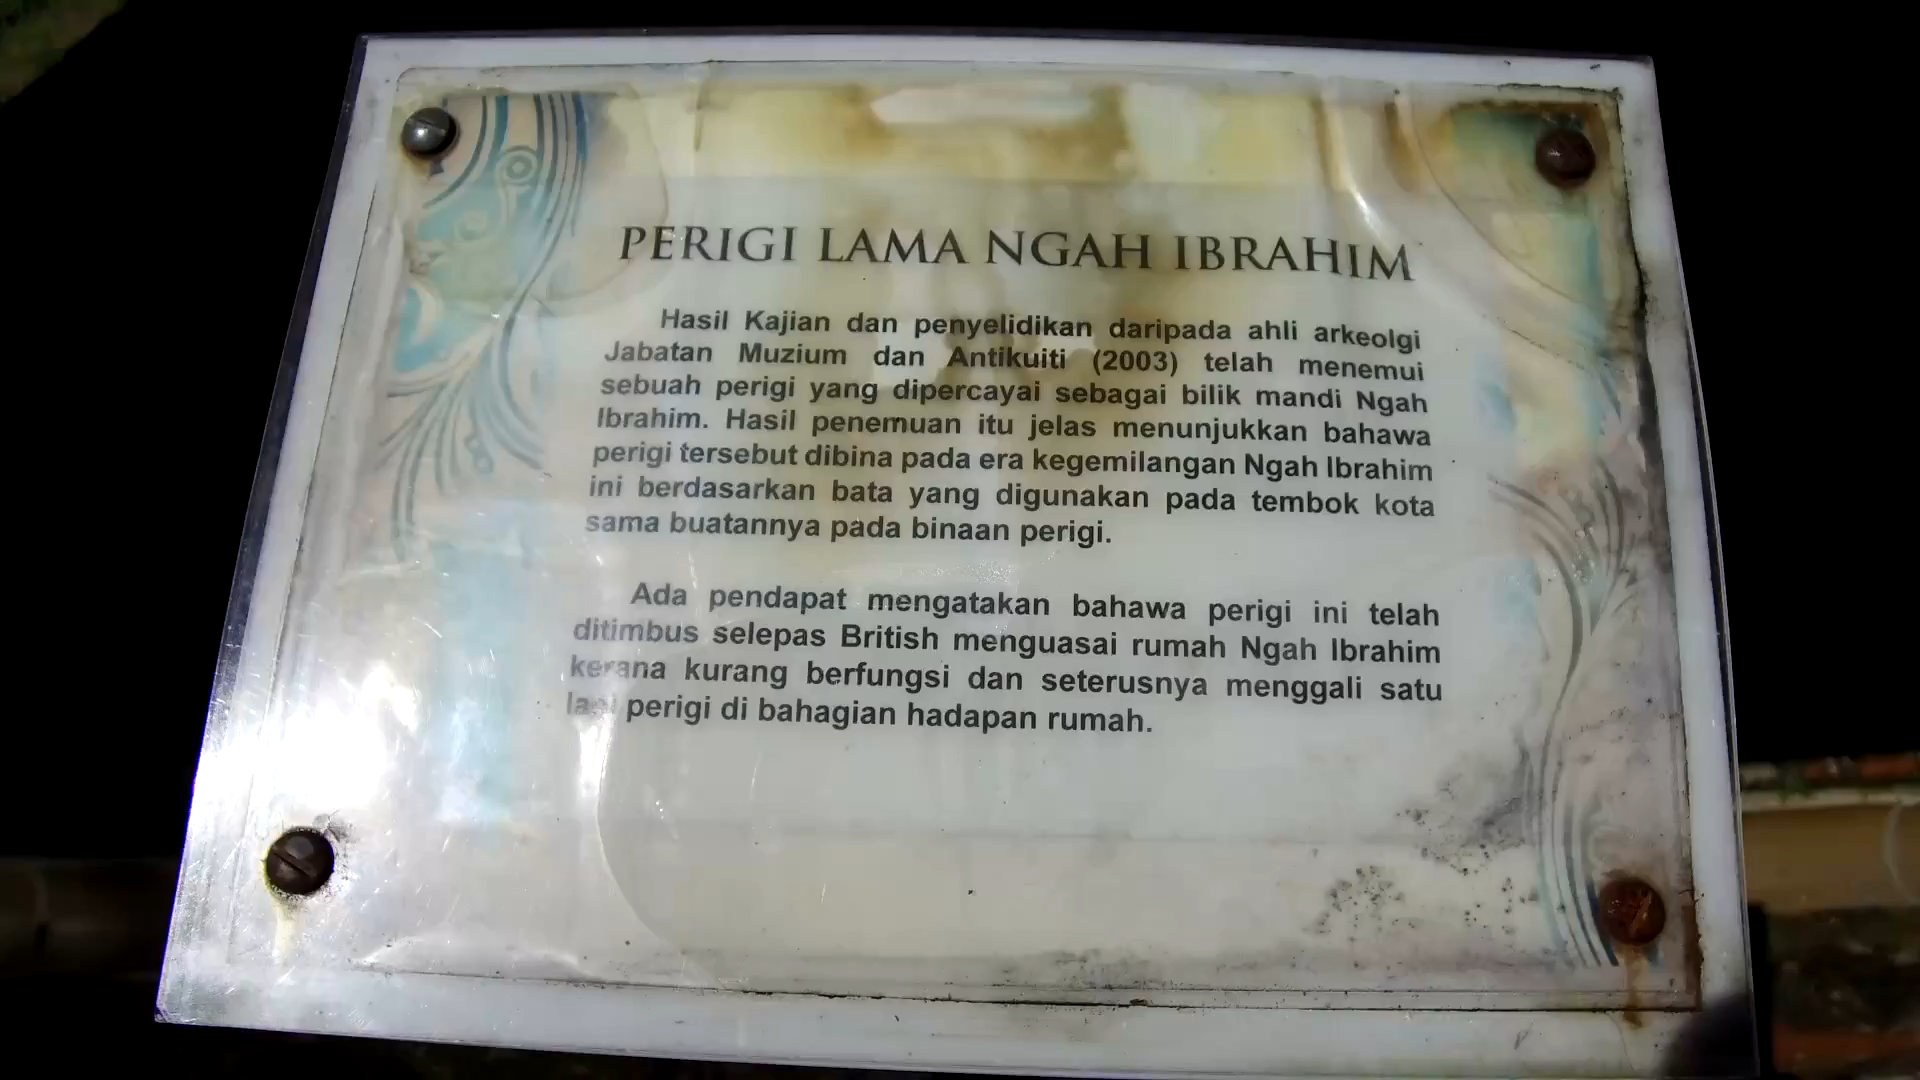 PERIGI LAMA NGAH IBRAHIM
Hasil Kajian dan penyelidikan daripada ahli arkeolgi
Jabatan Muzium dan Antikuiti (2003) telah menemui
sebuah perigi yang dipercayai sebagai bilik mandi Ngah
Ibrahim. Hasil penemuan itu jelas menunjukkan bahawa
perigi tersebut dibina pada era kegemilangan Ngah Ibrahim
ini berdasarkan bata yang digunakan pada tembok kota
sama buatannya pada binaan perigi.
Ada pendapat mengatakan bahawa perigi ini telah
ditimbus selepas British menguasai rumah Ngah Ibrahim
kerana kurang berfungsi dan seterusnya menggali satu
lagi perigi di bahagian hadapan rumah.